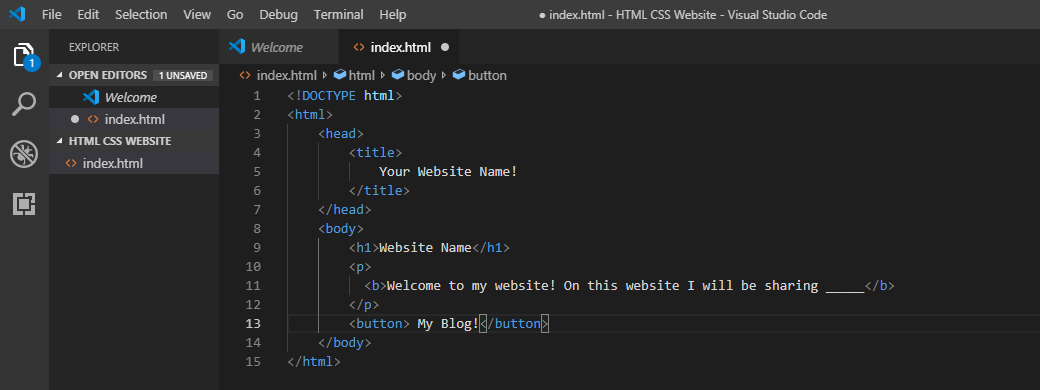 File Edit Selection View Go Debug Terminal Help ● index.html - HTML CSS Website - Visual Studio Code
EXPLORER
Welcome
<> index.html ●
1
OPEN EDITORS 1 UNSAVED
Welcome
● <> index.html
HTML CSS WEBSITE
<> index.html
<> index.html › html › body › button
1 <!DOCTYPE html>
2 <html>
3 <head>
4 <title>
5 Your Website Name!
6 </title>
7 </head>
8 <body>
9 <h1>Website Name</h1>
10 <p>
11 <b>Welcome to my website! On this website I will be sharing _____</b>
12 </p>
13 <button> My Blog!</button>
14 </body>
15 </html>